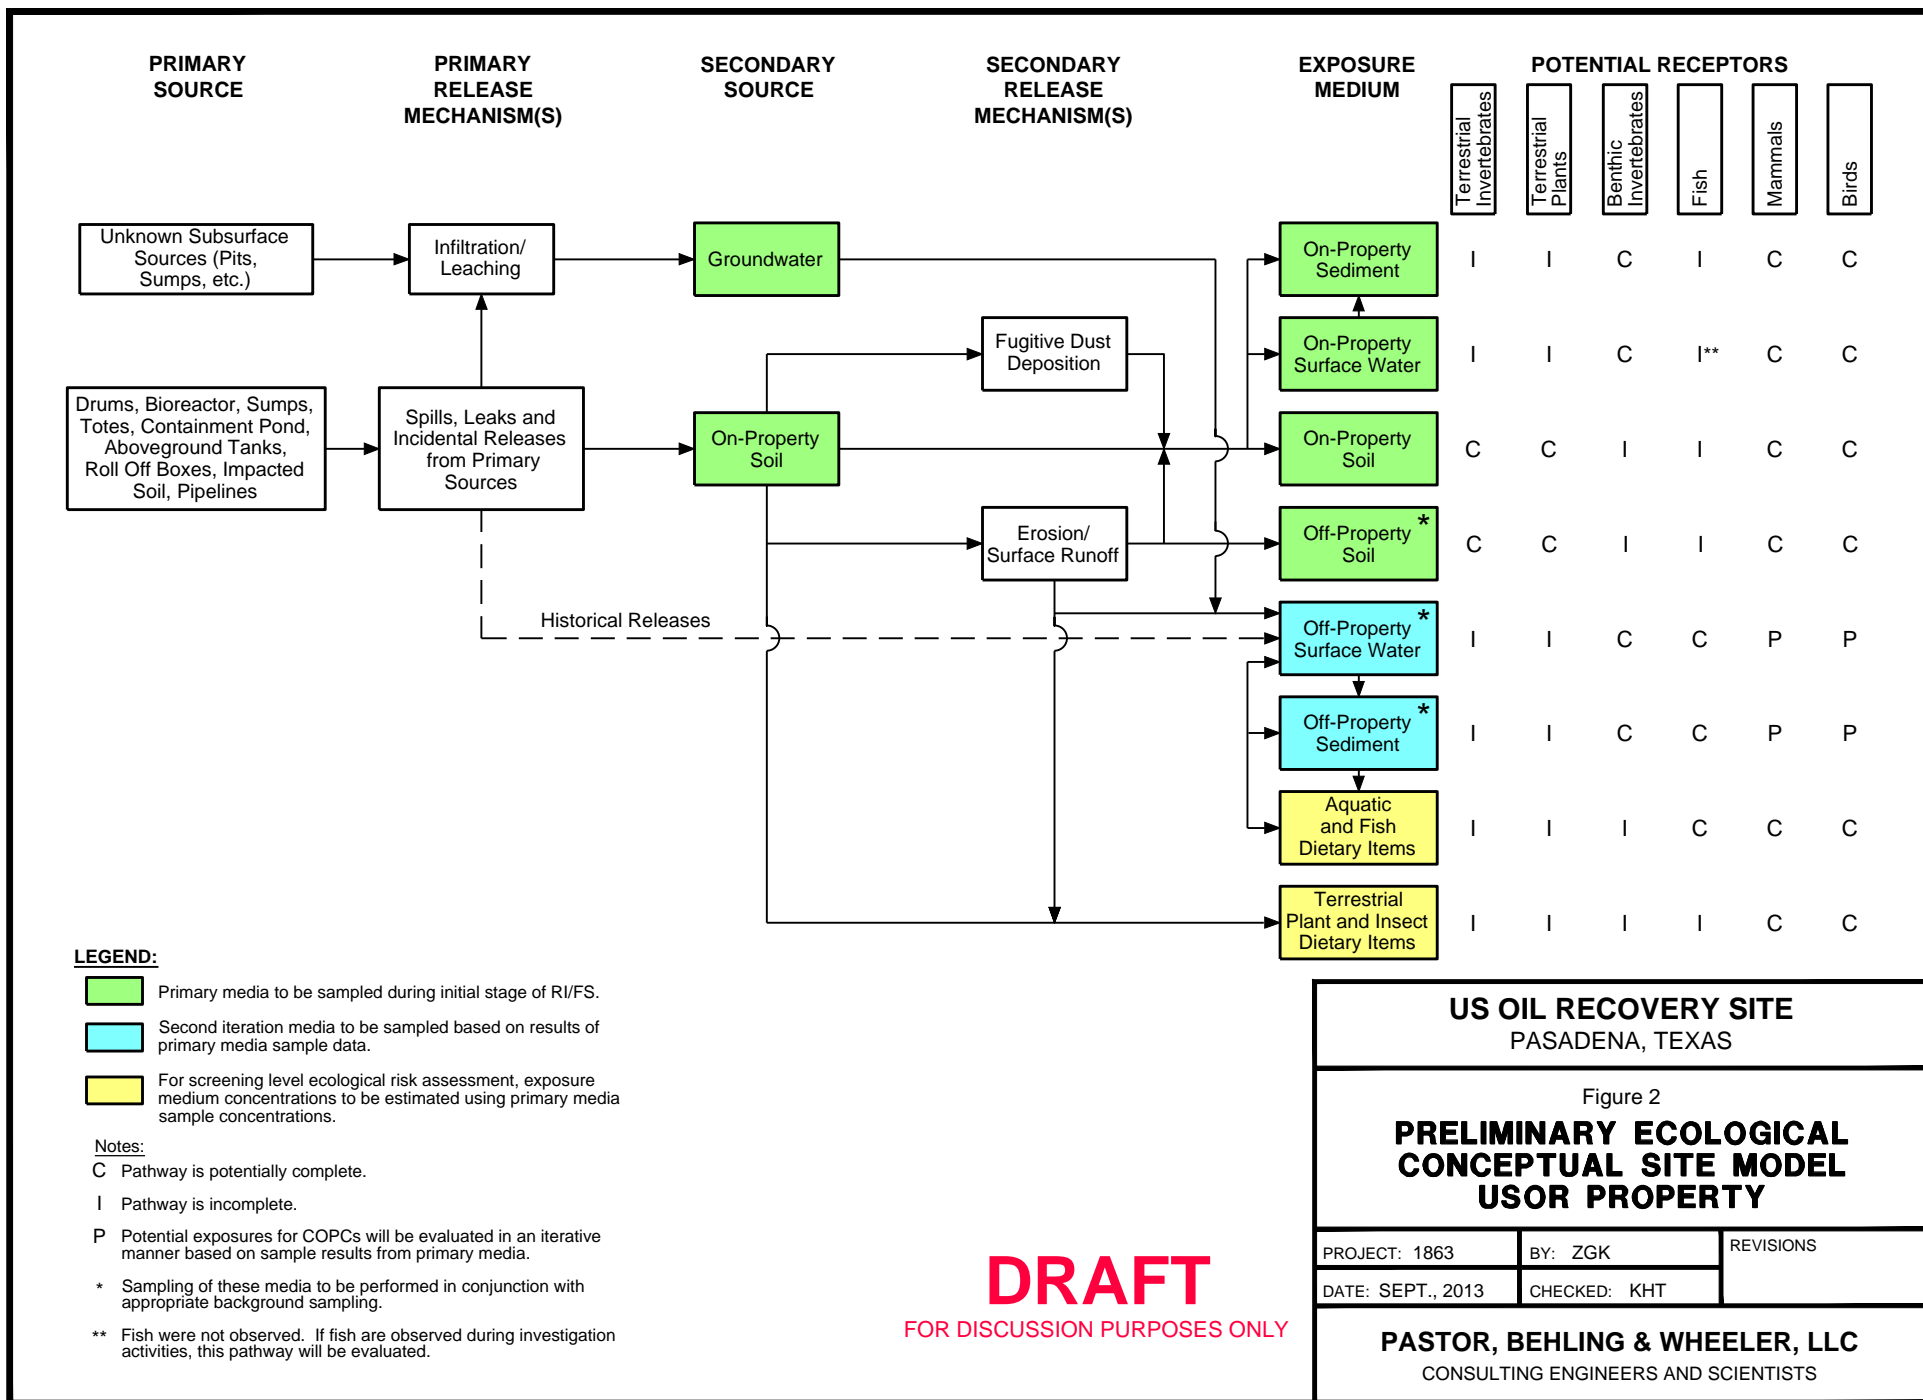 PRIMARY
SOURCE
PRIMARY
RELEASE
MECHANISM(S)
SECONDARY
SOURCE
SECONDARY
RELEASE
MECHANISM(S)
EXPOSURE
MEDIUM
POTENTIAL RECEPTORS
Terrestrial
Invertebrates
Terrestrial
Plants
Benthic
Invertebrates
Fish
Mammals
Birds
Unknown Subsurface
Sources (Pits,
Sumps, etc.)
Infiltration/
Leaching
Groundwater
On-Property
Sediment
I I C I C C
Fugitive Dust
Deposition
On-Property
Surface Water
I I C I** C C
Drums, Bioreactor, Sumps,
Totes, Containment Pond,
Aboveground Tanks,
Roll Off Boxes, Impacted
Soil, Pipelines
Spills, Leaks and
Incidental Releases
from Primary
Sources
On-Property
Soil
On-Property
Soil
C C I I C C
Erosion/
Surface Runoff
Off-Property *
Soil
C C I I C C
Historical Releases
Off-Property *
Surface Water
I I C C P P
Off-Property *
Sediment
I I C C P P
Aquatic
and Fish
Dietary Items
I I I C C C
Terrestrial
Plant and Insect
Dietary Items
I I I I C C
LEGEND:
Primary media to be sampled during initial stage of RI/FS.
Second iteration media to be sampled based on results of
primary media sample data.
For screening level ecological risk assessment, exposure
medium concentrations to be estimated using primary media
sample concentrations.
Notes:
C Pathway is potentially complete.
I Pathway is incomplete.
P Potential exposures for COPCs will be evaluated in an iterative
manner based on sample results from primary media.
* Sampling of these media to be performed in conjunction with
appropriate background sampling.
** Fish were not observed. If fish are observed during investigation
activities, this pathway will be evaluated.
DRAFT
FOR DISCUSSION PURPOSES ONLY
US OIL RECOVERY SITE
PASADENA, TEXAS
Figure 2
PRELIMINARY ECOLOGICAL
CONCEPTUAL SITE MODEL
USOR PROPERTY
PROJECT: 1863
BY: ZGK
REVISIONS
DATE: SEPT., 2013
CHECKED: KHT
PASTOR, BEHLING & WHEELER, LLC
CONSULTING ENGINEERS AND SCIENTISTS